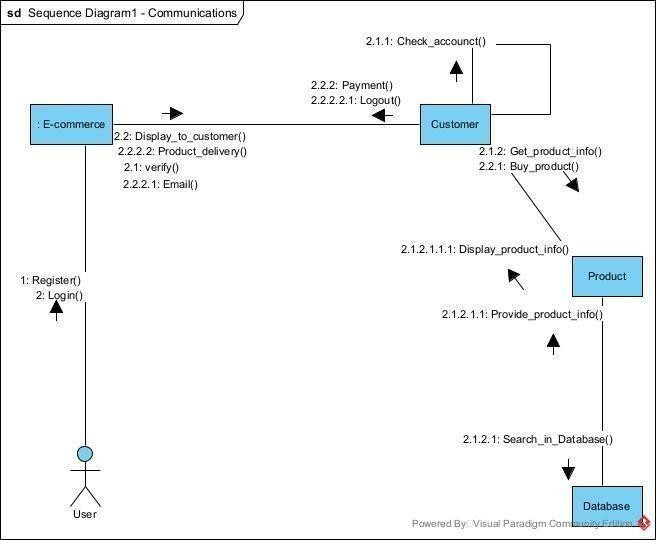 sd Sequence Diagram1 - Communications
2.1.1: Check_accounct()
2.2.2: Payment()
2.2.2.2.1: Logout()
: E-commerce
Customer
2.2: Display_to_customer()
2.2.2.2: Product_delivery()
2.1: verify()
2.2.2.1: Email()
2.1.2: Get_product_info()
2.2.1: Buy_product()
2.1.2.1.1.1: Display_product_info()
Product
1: Register()
2: Login()
2.1.2.1.1: Provide_product_info()
2.1.2.1: Search_in_Database()
User
Database
Powered By Visual Paradigm Community Edition